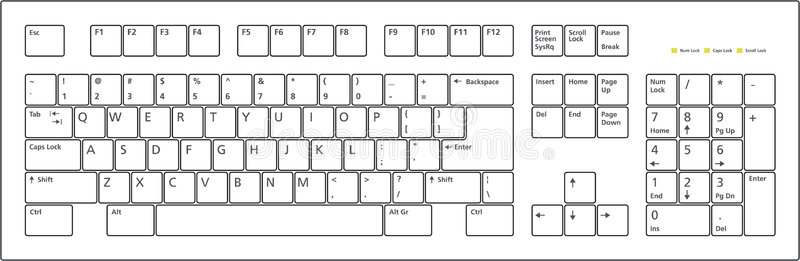 Esc F1 F2 F3 F4 F5 F6 F7 F8 F9 F10 F11 F12 Print Screen SysRq Scroll Lock Pause Break
Num Lock Caps Lock Scroll Lock
~ ` ! 1 @ 2 # 3 $ 4 % 5 ^ 6 & 7 * 8 ( 9 ) 0 _ - + = ← Backspace Insert Home Page Up Num Lock / * -
Tab Q W E R T Y U I O P { [ } ] Del End Page Down 7 Home 8 ↑ 9 Pg Up +
Caps Lock A S D F G H J K L : ; " ' ← Enter 4 ← 5 6 →
↑ Shift Z X C V B N M < , > . ? / ↑ Shift | \ ↑ 1 End 2 ↓ 3 Pg Dn Enter
Ctrl Alt Alt Gr Ctrl ← ↓ → 0 Ins . Del
dreamstime